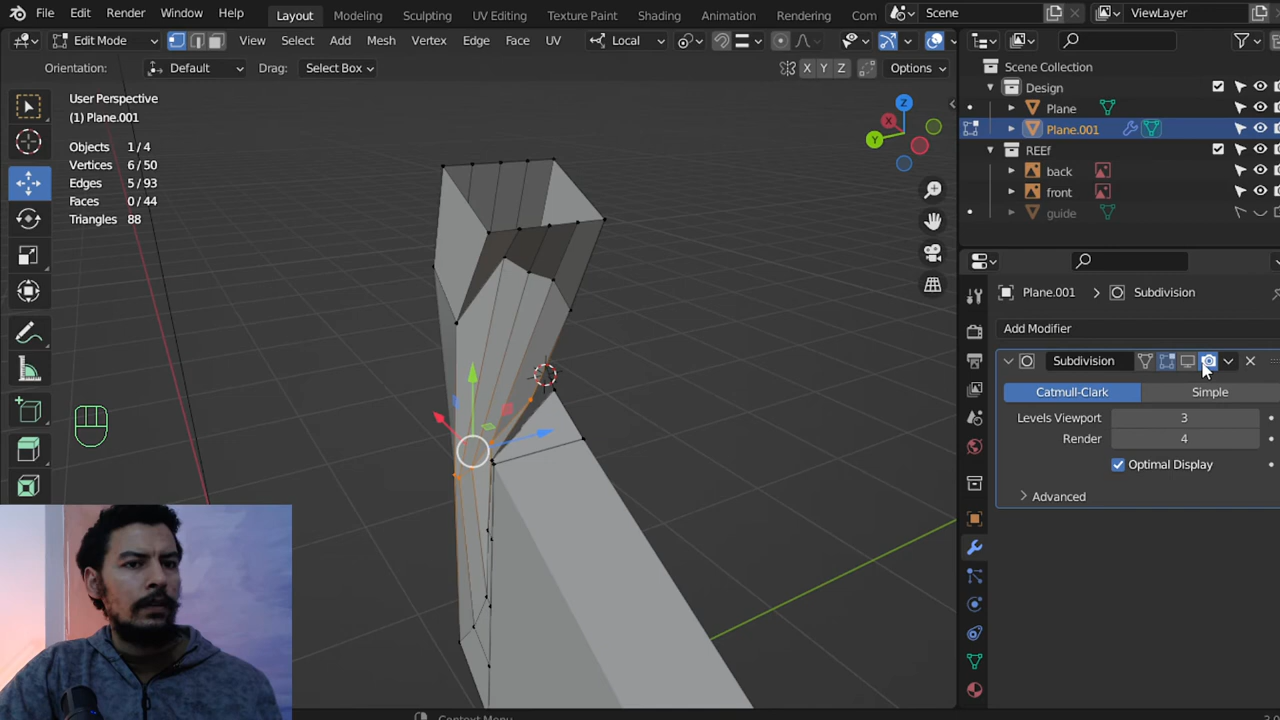 File Edit Render Window Help Layout Modeling Sculpting UV Editing Texture Paint Shading Animation Rendering Com Scene ViewLayer
Edit Mode View Select Add Mesh Vertex Edge Face UV Local
Orientation: Default Drag: Select Box X Y Z Options
User Perspective
(1) Plane.001
Objects 1/4
Vertices 6/50
Edges 5/93
Faces 0/44
Triangles 88
Z
X
Y
Scene Collection
Design
Plane
Plane.001
REEf
back
front
guide
Plane.001 > Subdivision
Add Modifier
Subdivision
Catmull-Clark Simple
Levels Viewport 3
Render 4
Optimal Display
Advanced